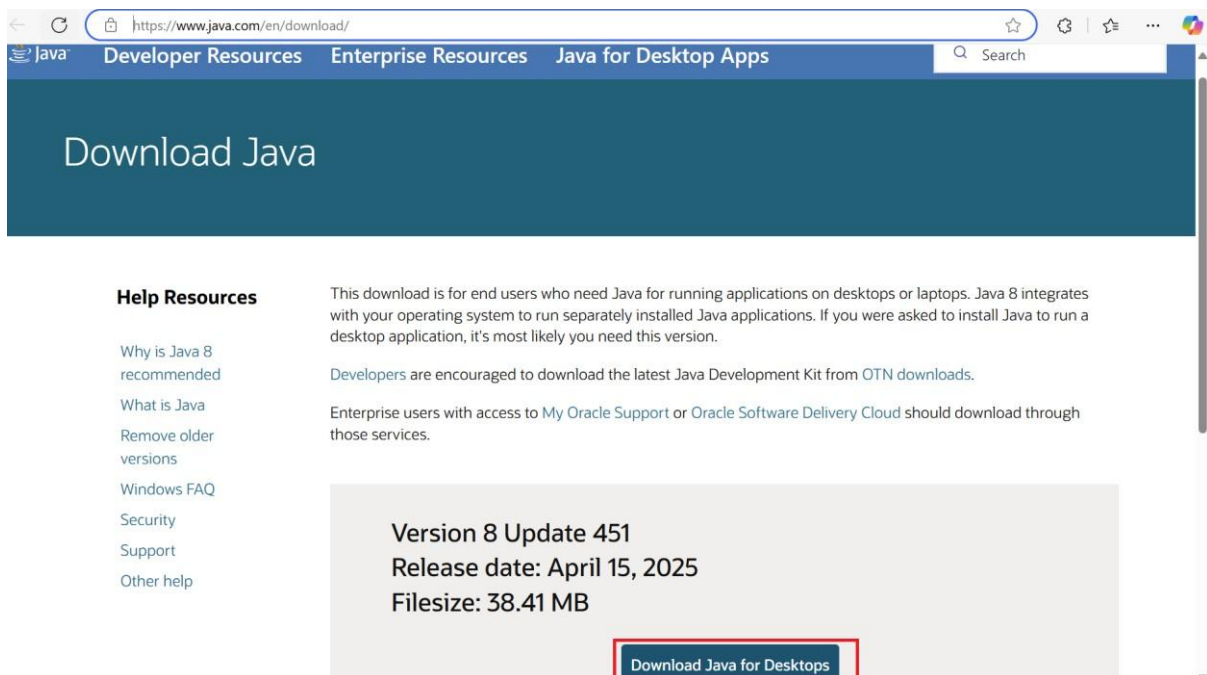 https://www.java.com/en/download/
Java
Developer Resources
Enterprise Resources
Java for Desktop Apps
Search
Download Java
Help Resources
Why is Java 8
recommended
What is Java
Remove older
versions
Windows FAQ
Security
Support
Other help
This download is for end users who need Java for running applications on desktops or laptops. Java 8 integrates
with your operating system to run separately installed Java applications. If you were asked to install Java to run a
desktop application, it's most likely you need this version.
Developers are encouraged to download the latest Java Development Kit from OTN downloads.
Enterprise users with access to My Oracle Support or Oracle Software Delivery Cloud should download through
those services.
Version 8 Update 451
Release date: April 15, 2025
Filesize: 38.41 MB
Download Java for Desktops